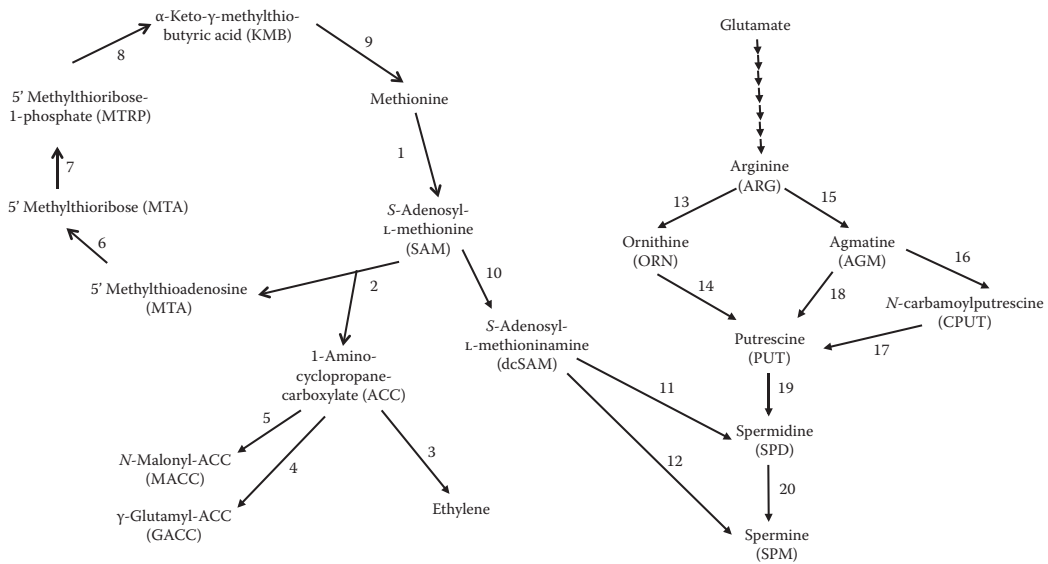 α-Keto-γ-methylthio-
butyric acid (KMB)
8
9
5’ Methylthioribose-
1-phosphate (MTRP)
Methionine
7
1
5’ Methylthioribose (MTA)
6
S-Adenosyl-
L-methionine
(SAM)
2
10
5’ Methylthioadenosine
(MTA)
S-Adenosyl-
L-methioninamine
(dcSAM)
1-Amino-
cyclopropane-
carboxylate (ACC)
5
4
3
N-Malonyl-ACC
(MACC)
γ-Glutamyl-ACC
(GACC)
Ethylene
11
12
Glutamate
Arginine
(ARG)
13
15
Ornithine
(ORN)
Agmatine
(AGM)
16
14
18
N-carbamoylputrescine
(CPUT)
17
Putrescine
(PUT)
19
Spermidine
(SPD)
20
Spermine
(SPM)